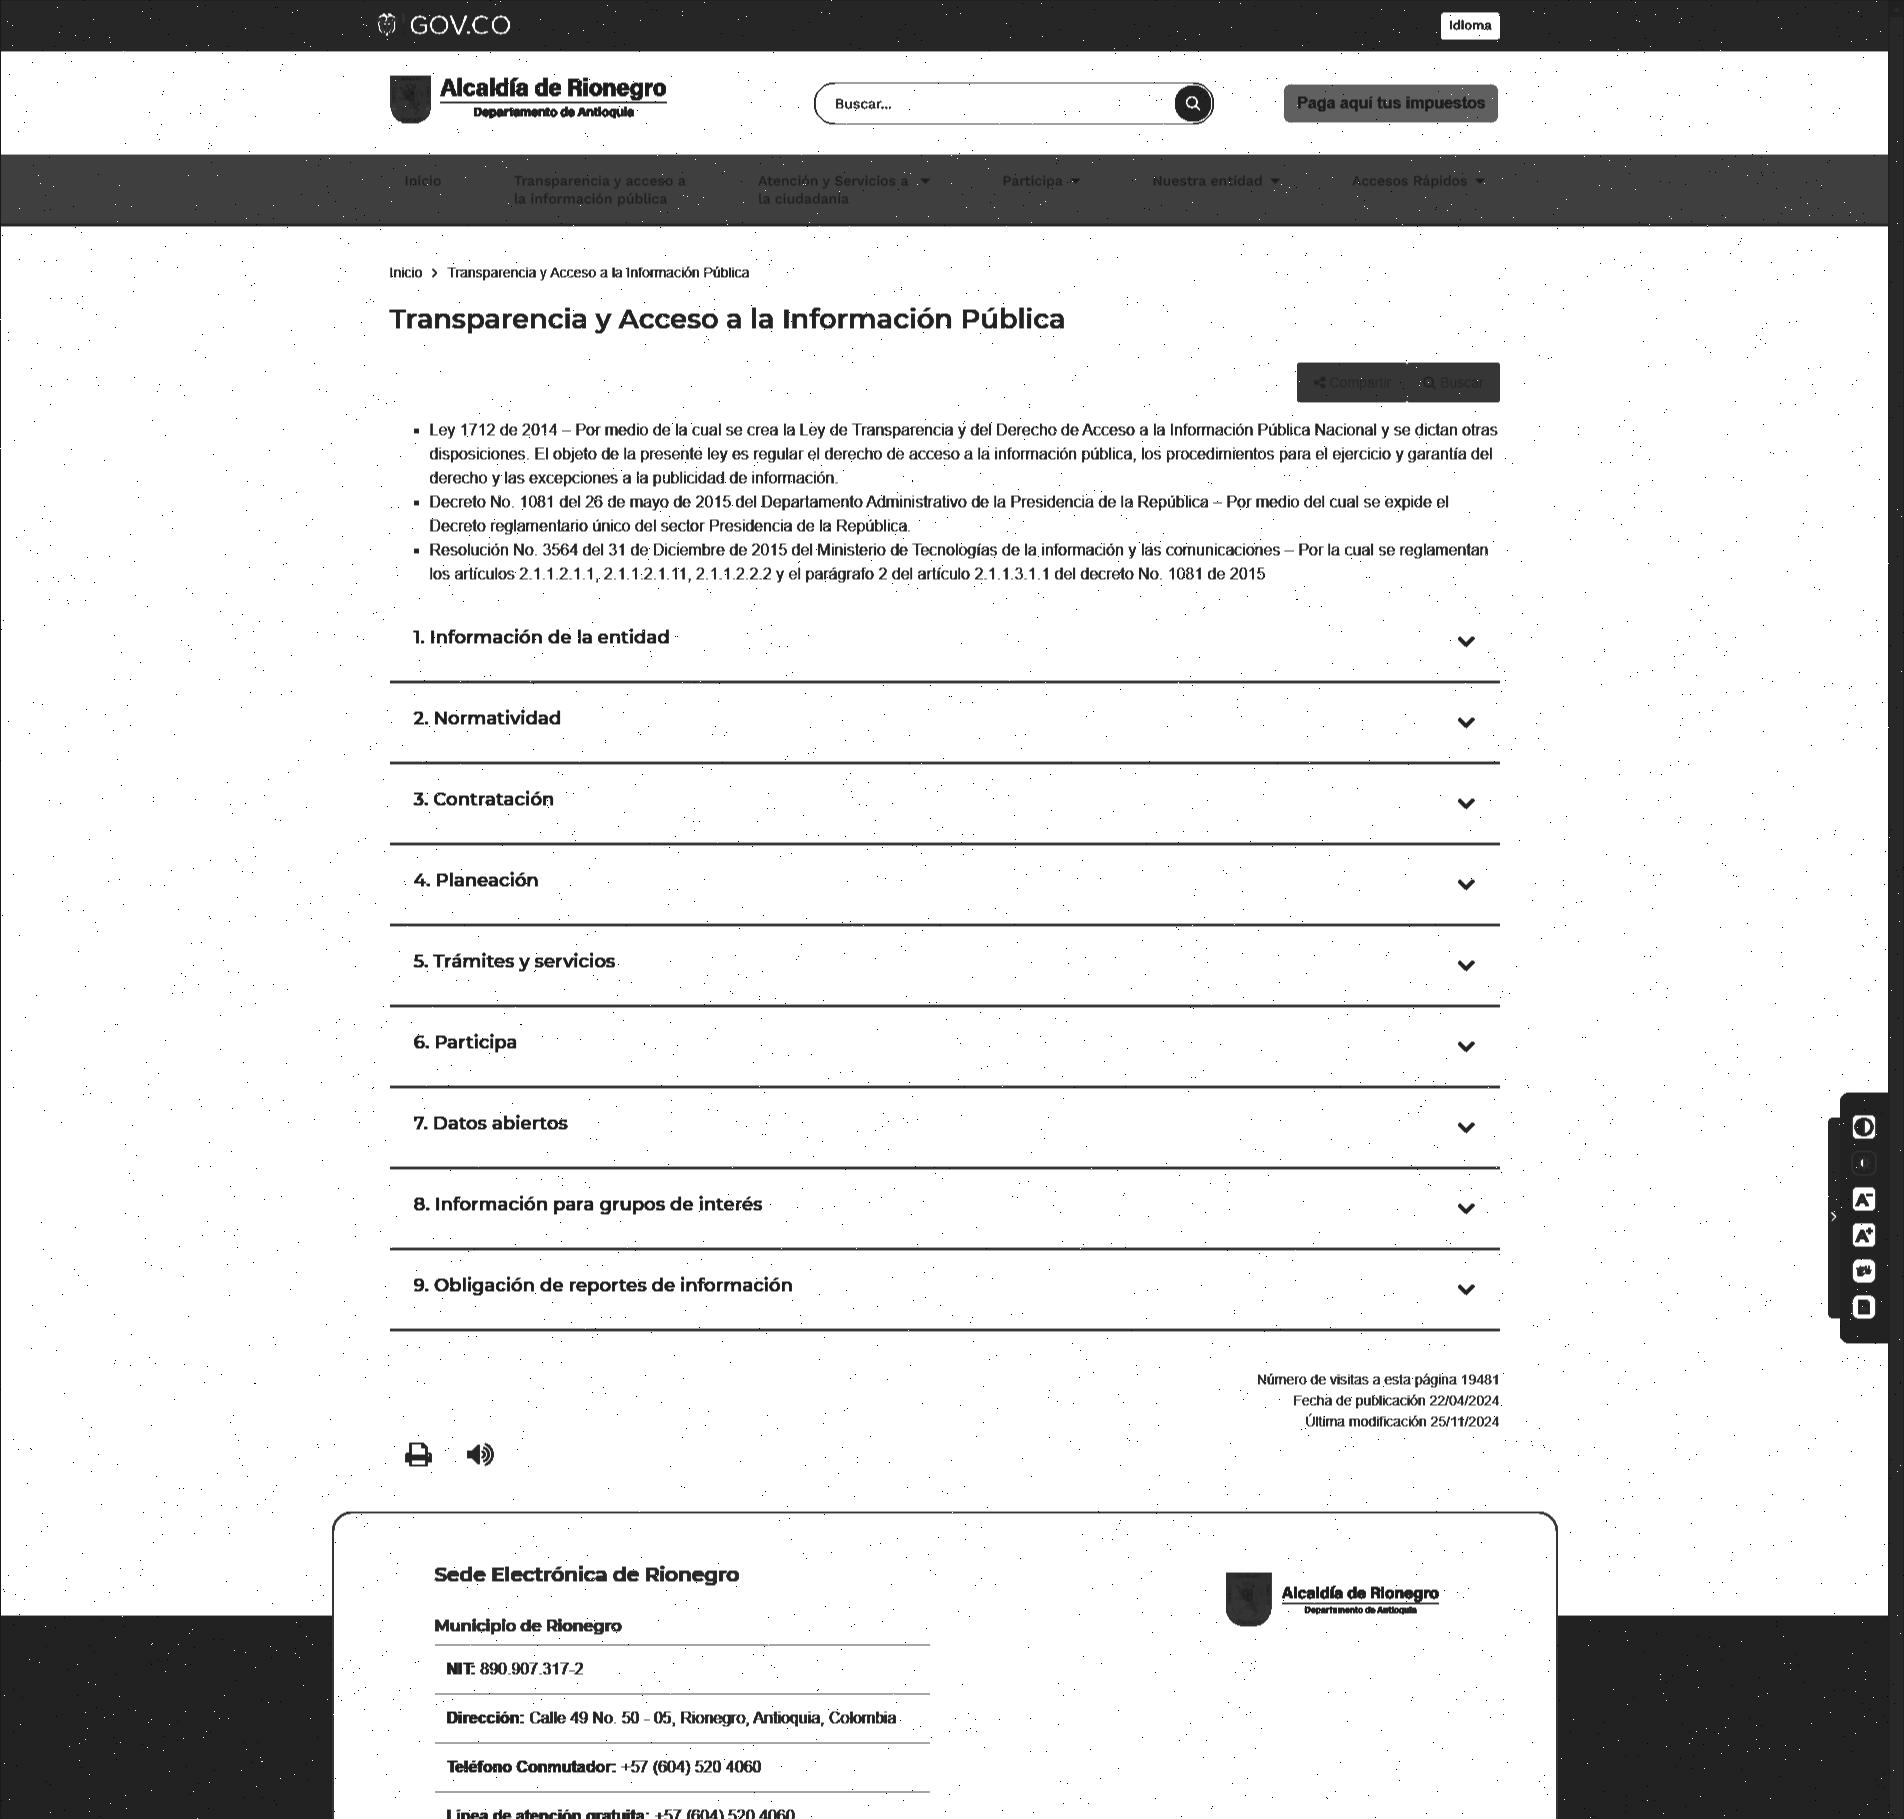 GOV.CO
Idioma
Alcaldía de Rionegro
Departamento de Antioquia
Buscar...
Paga aquí tus impuestos
Inicio
Transparencia y acceso a
la información pública
Atención y Servicios a
la ciudadanía
Participa
Nuestra entidad
Accesos Rápidos
Inicio > Transparencia y Acceso a la Información Pública
Transparencia y Acceso a la Información Pública
Compartir
Buscar
▪ Ley 1712 de 2014 – Por medio de la cual se crea la Ley de Transparencia y del Derecho de Acceso a la Información Pública Nacional y se dictan otras
disposiciones. El objeto de la presente ley es regular el derecho de acceso a la información pública, los procedimientos para el ejercicio y garantía del
derecho y las excepciones a la publicidad de información.
▪ Decreto No. 1081 del 26 de mayo de 2015 del Departamento Administrativo de la Presidencia de la República – Por medio del cual se expide el
Decreto reglamentario único del sector Presidencia de la República.
▪ Resolución No. 3564 del 31 de Diciembre de 2015 del Ministerio de Tecnologías de la información y las comunicaciones – Por la cual se reglamentan
los artículos 2.1.1.2.1.1, 2.1.1.2.1.11, 2.1.1.2.2.2 y el parágrafo 2 del artículo 2.1.1.3.1.1 del decreto No. 1081 de 2015
1. Información de la entidad
2. Normatividad
3. Contratación
4. Planeación
5. Trámites y servicios
6. Participa
7. Datos abiertos
8. Información para grupos de interés
9. Obligación de reportes de información
Número de visitas a esta página 19481
Fecha de publicación 22/04/2024
Última modificación 25/11/2024
Sede Electrónica de Rionegro
Alcaldía de Rionegro
Departamento de Antioquia
Municipio de Rionegro
NIT: 890.907.317-2
Dirección: Calle 49 No. 50 - 05, Rionegro, Antioquia, Colombia
Teléfono Conmutador: +57 (604) 520 4060
Línea de atención gratuita: +57 (604) 520 4060